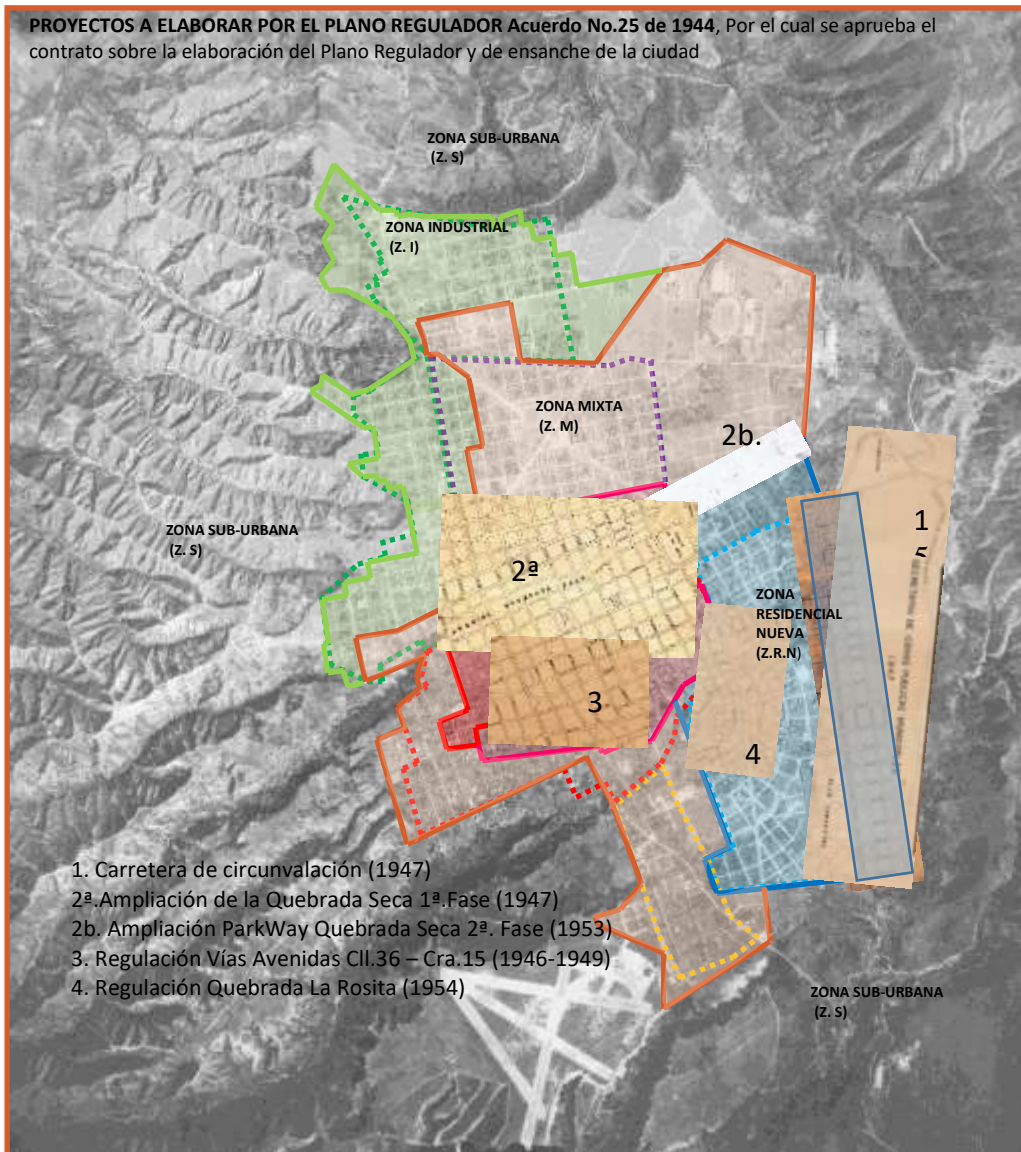 PROYECTOS A ELABORAR POR EL PLANO REGULADOR Acuerdo No.25 de 1944, Por el cual se aprueba el
contrato sobre la elaboración del Plano Regulador y de ensanche de la ciudad
ZONA SUB-URBANA
(Z. S)
ZONA INDUSTRIAL
(Z. I)
ZONA MIXTA
(Z. M)
2b.
ZONA SUB-URBANA
(Z. S)
2ª
1
5
ZONA
RESIDENCIAL
NUEVA
(Z.R.N)
3
4
1. Carretera de circunvalación (1947)
2ª.Ampliación de la Quebrada Seca 1ª.Fase (1947)
2b. Ampliación ParkWay Quebrada Seca 2ª. Fase (1953)
3. Regulación Vías Avenidas Cll.36 – Cra.15 (1946-1949)
4. Regulación Quebrada La Rosita (1954)
ZONA SUB-URBANA
(Z. S)